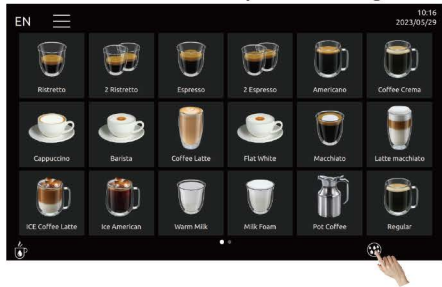 10:16
EN
2023/05/29
Ristretto
2 Ristretto
Espresso
2 Espresso
Americano
Coffee Crema
Cappuccino
Barista
Coffee Latte
Flat White
Macchiato
Latte macchiato
ICE Coffee Latte
Ice American
Warm Milk
Milk Foam
Pot Coffee
Regular